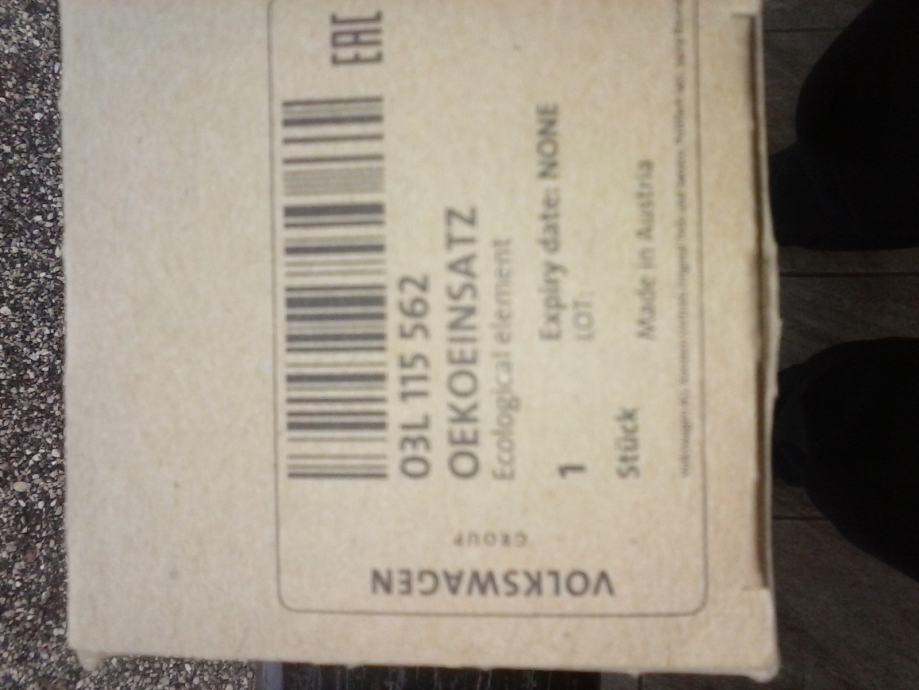 EAC
03L 115 562
OEKOEINSATZ
Ecological element
1 Expiry date: NONE
LOT:
Stück Made in Austria
VOLKSWAGEN
GROUP